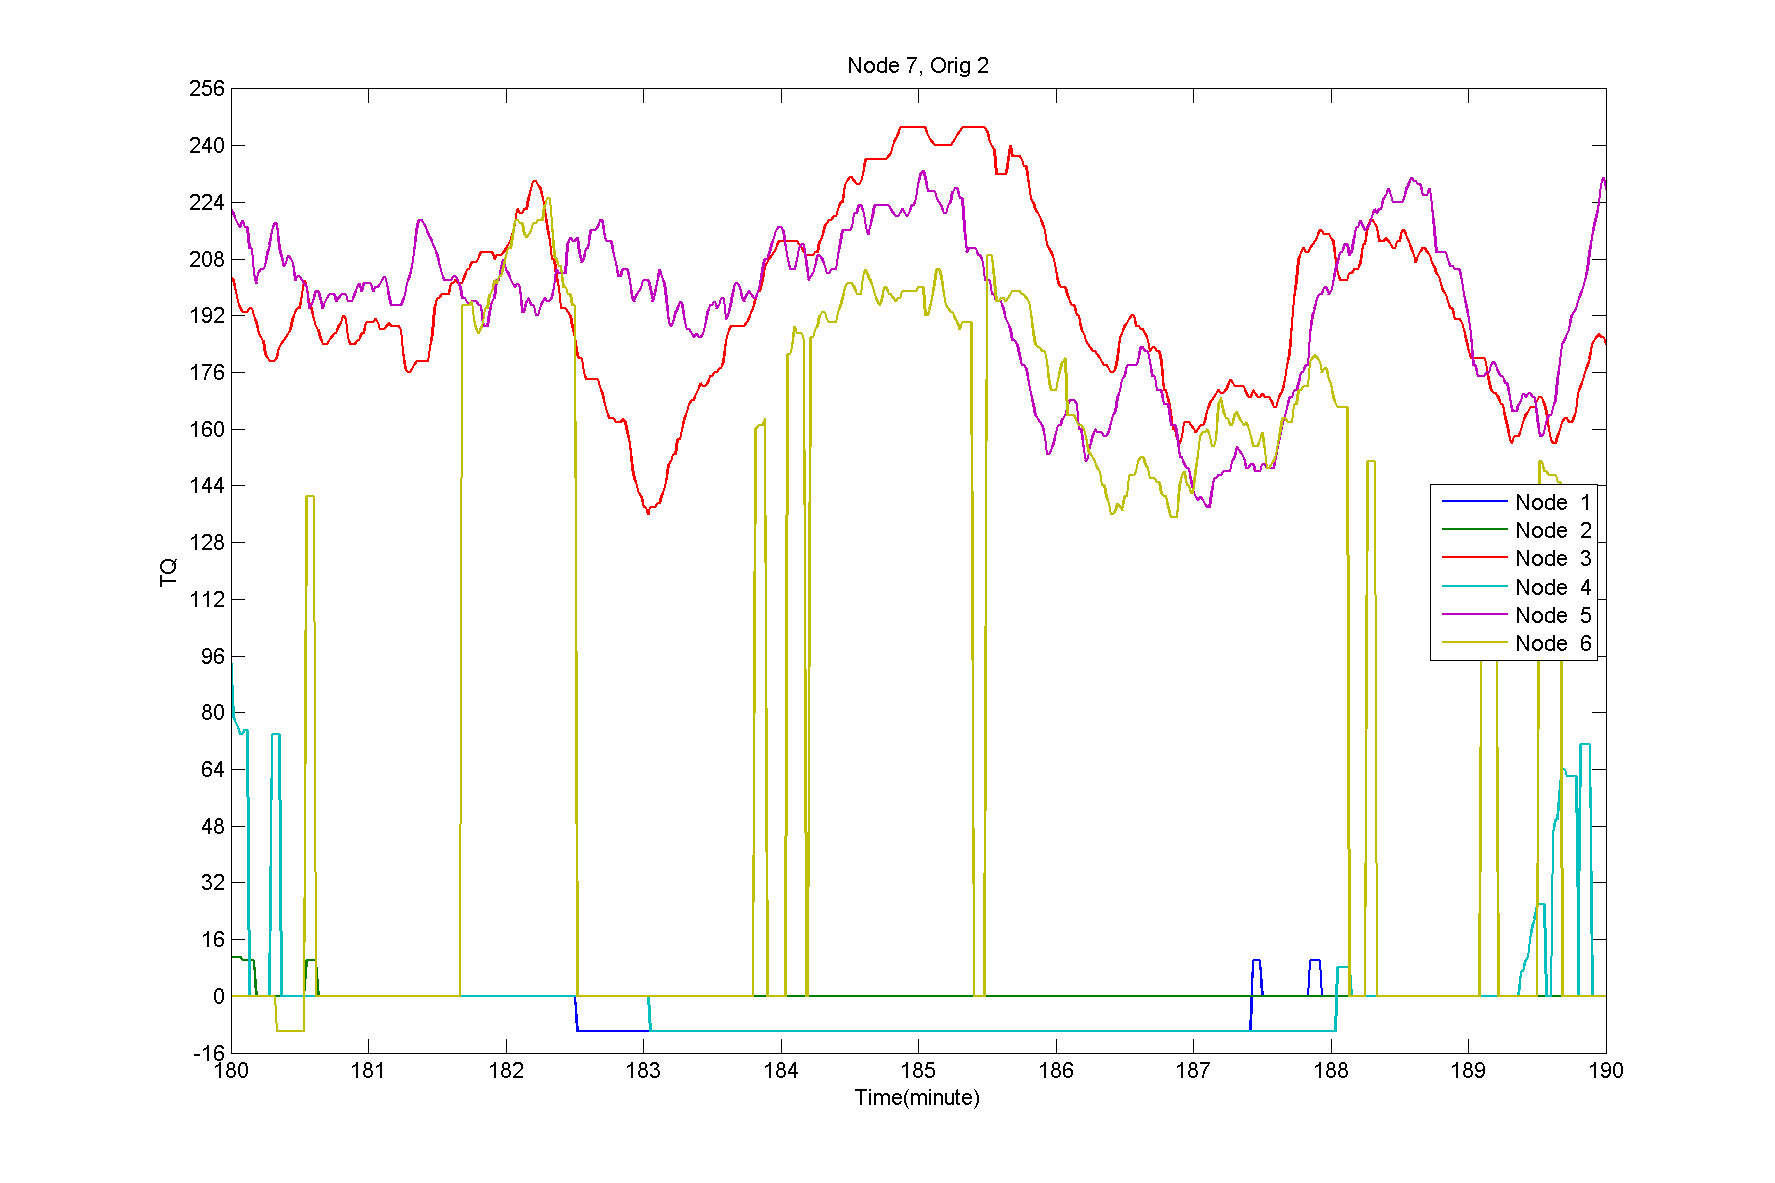 Node 7, Orig 2
256
240
224
208
192
176
160
144
128
112
96
80
64
48
32
16
0
-16
TQ
Node 1
Node 2
Node 3
Node 4
Node 5
Node 6
180 181 182 183 184 185 186 187 188 189 190
Time(minute)